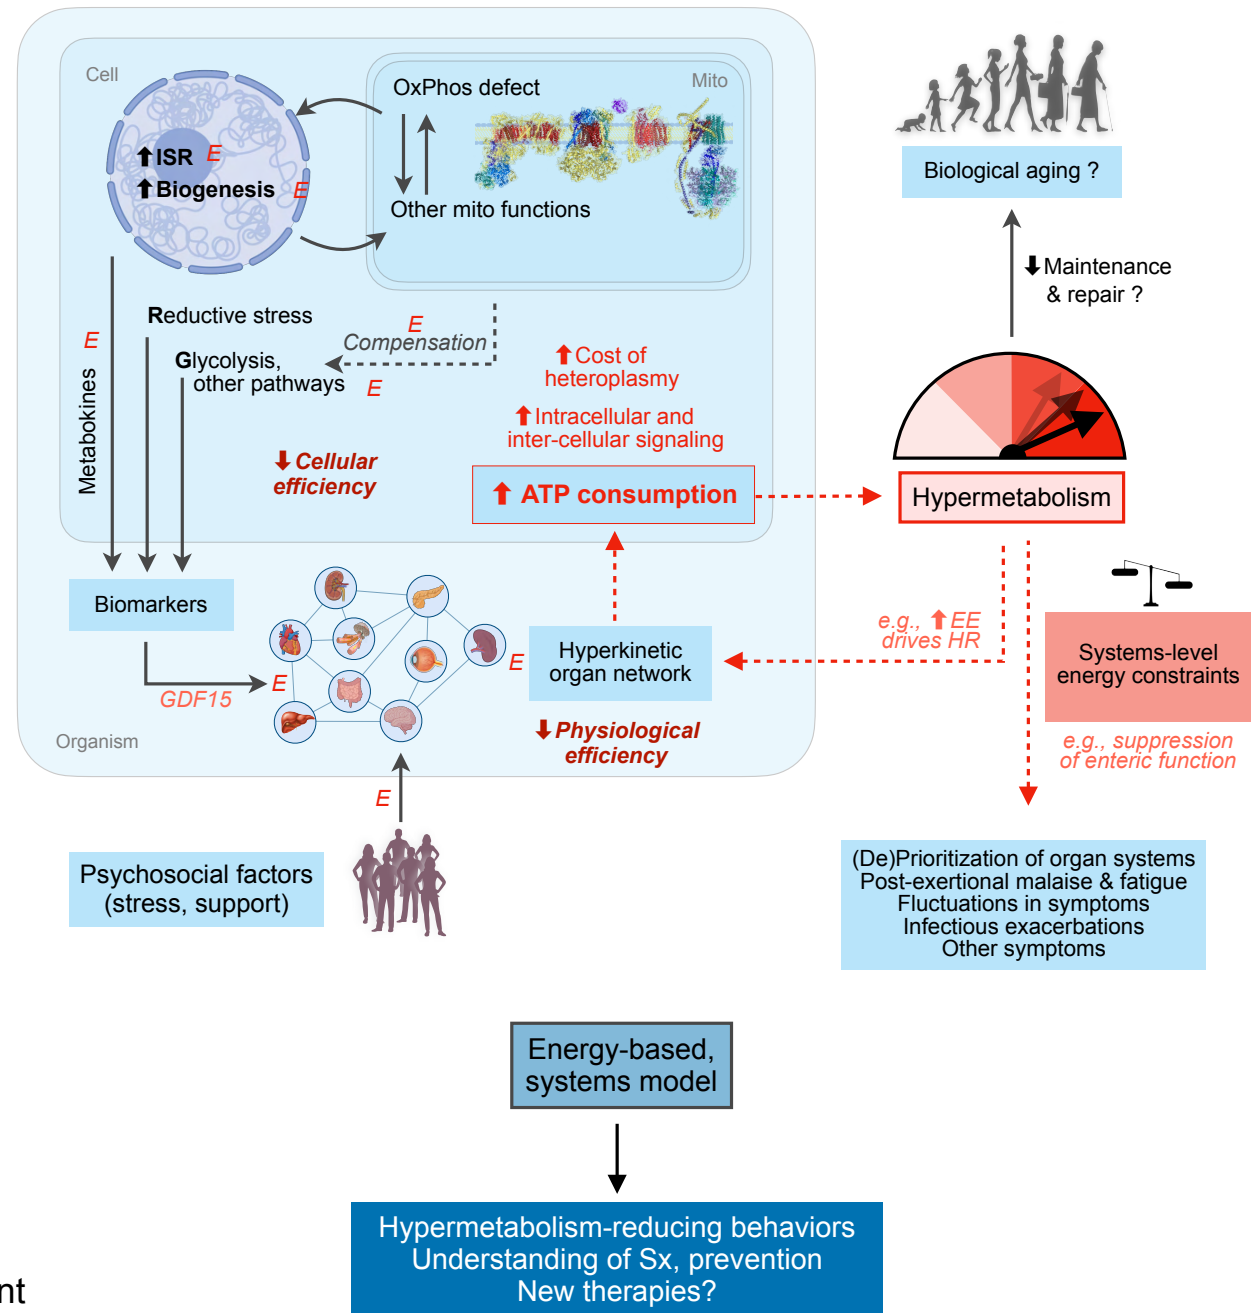 Cell
Mito
OxPhos defect
Other mito functions
⬆ISR E
⬆Biogenesis E
Reductive stress
Glycolysis,
other pathways
E
Compensation
E
E
Metabokines
⬆Cost of
heteroplasmy
⬆Intracellular and
inter-cellular signaling
⬇Cellular
efficiency
⬆ ATP consumption
Biomarkers
GDF15
E
E
Hyperkinetic
organ network
⬇Physiological
efficiency
Organism
E
Psychosocial factors
(stress, support)
Biological aging ?
⬇Maintenance
& repair ?
Hypermetabolism
e.g., ⬆EE
drives HR
Systems-level
energy constraints
e.g., suppression
of enteric function
(De)Prioritization of organ systems
Post-exertional malaise & fatigue
Fluctuations in symptoms
Infectious exacerbations
Other symptoms
Energy-based,
systems model
Hypermetabolism-reducing behaviors
Understanding of Sx, prevention
New therapies?
nt